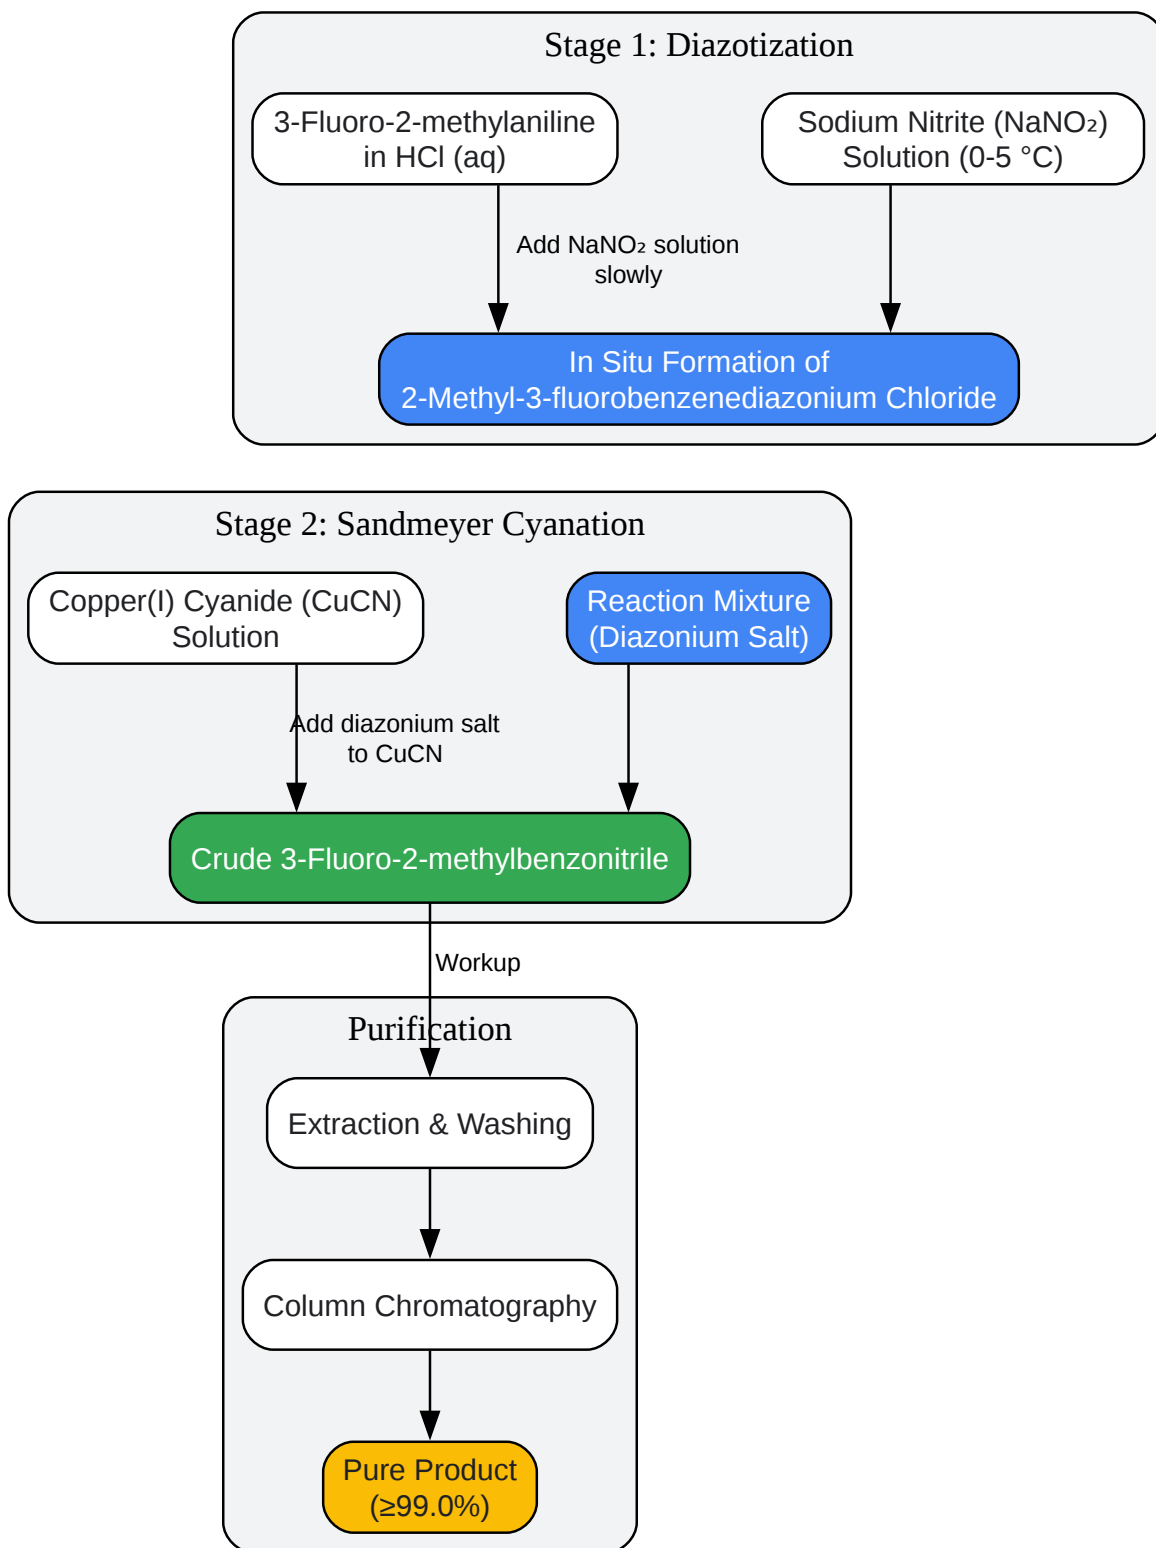 Stage 1: Diazotization
3-Fluoro-2-methylaniline
in HCl (aq)
Sodium Nitrite (NaNO₂)
Solution (0-5 °C)
Add NaNO₂ solution
slowly
In Situ Formation of
2-Methyl-3-fluorobenzenediazonium Chloride
Stage 2: Sandmeyer Cyanation
Copper(I) Cyanide (CuCN)
Solution
Reaction Mixture
(Diazonium Salt)
Add diazonium salt
to CuCN
Crude 3-Fluoro-2-methylbenzonitrile
Workup
Purification
Extraction & Washing
Column Chromatography
Pure Product
(≥99.0%)